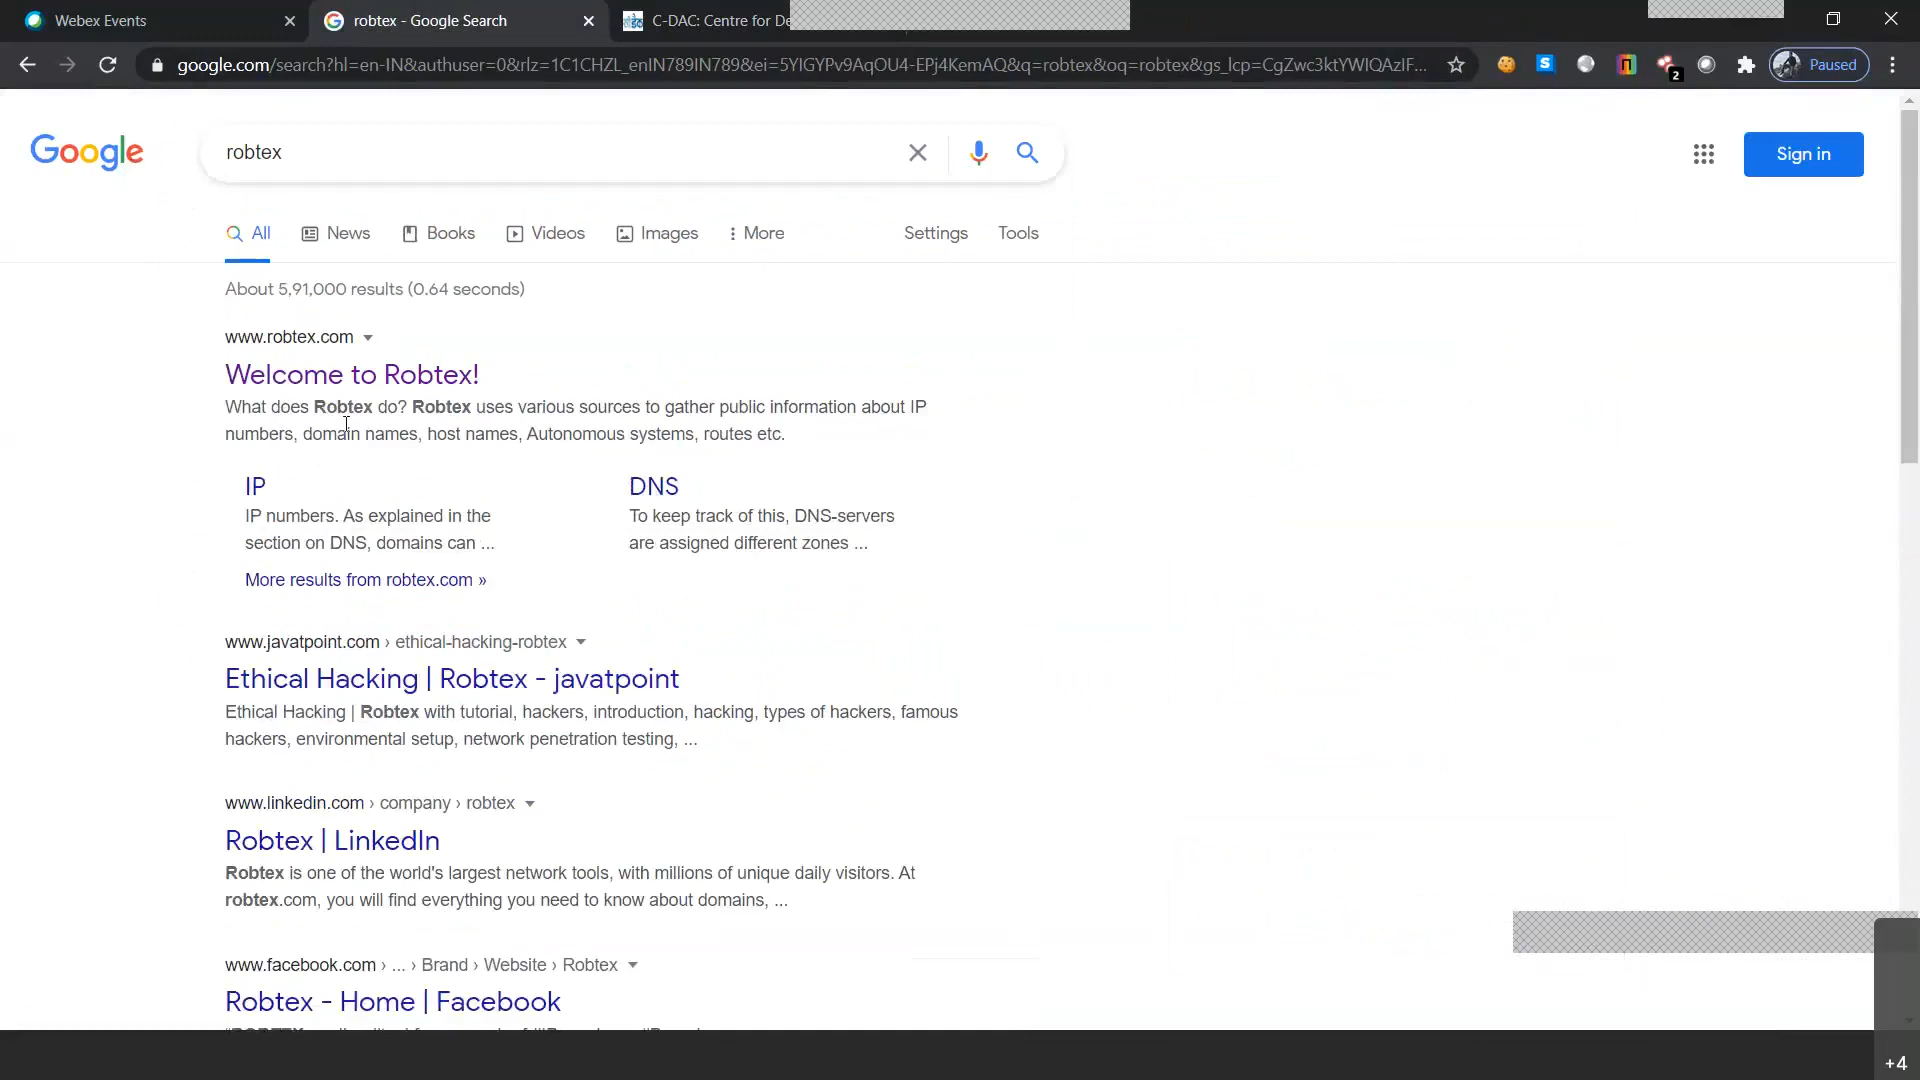 Webex Events
robtex - Google Search
C-DAC: Centre for De
google.com/search?hl=en-IN&authuser=0&rlz=1C1CHZL_enIN789IN789&ei=5YIGYPv9AqOU4-EPj4KemAQ&q=robtex&oq=robtex&gs_lcp=CgZwc3ktYWIQAzIF...
2
Paused
Google
robtex
Sign in
All
News
Books
Videos
Images
More
Settings
Tools
About 5,91,000 results (0.64 seconds)
www.robtex.com
Welcome to Robtex!
What does Robtex do? Robtex uses various sources to gather public information about IP
numbers, domain names, host names, Autonomous systems, routes etc.
IP
IP numbers. As explained in the
section on DNS, domains can ...
DNS
To keep track of this, DNS-servers
are assigned different zones ...
More results from robtex.com »
www.javatpoint.com › ethical-hacking-robtex
Ethical Hacking | Robtex - javatpoint
Ethical Hacking | Robtex with tutorial, hackers, introduction, hacking, types of hackers, famous
hackers, environmental setup, network penetration testing, ...
www.linkedin.com › company › robtex
Robtex | LinkedIn
Robtex is one of the world's largest network tools, with millions of unique daily visitors. At
robtex.com, you will find everything you need to know about domains, ...
www.facebook.com › ... › Brand › Website › Robtex
Robtex - Home | Facebook
+4